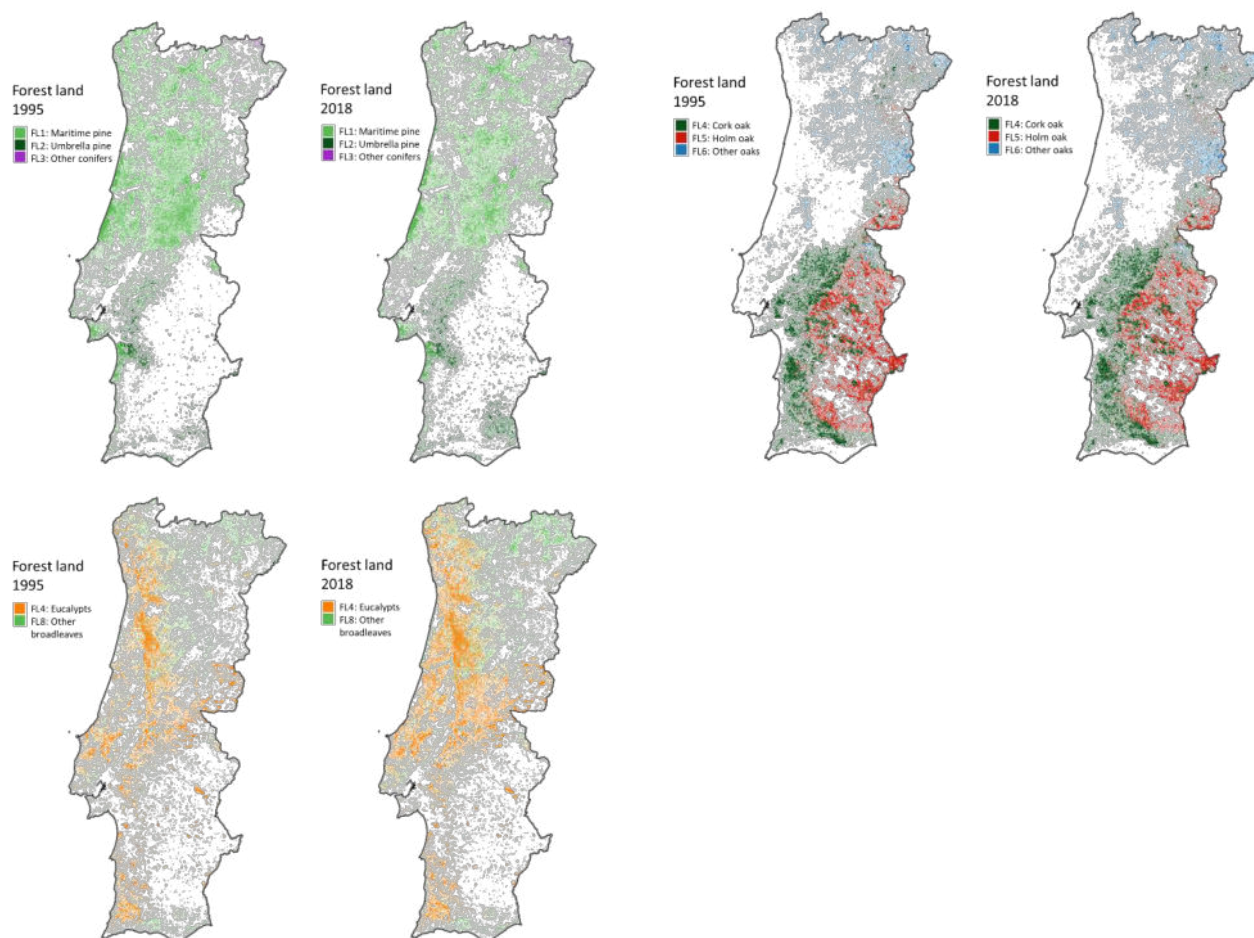 Forest land
1995
FL1: Maritime pine
FL2: Umbrella pine
FL3: Other conifers
Forest land
2018
FL1: Maritime pine
FL2: Umbrella pine
FL3: Other conifers
Forest land
1995
FL4: Cork oak
FL5: Holm oak
FL6: Other oaks
Forest land
2018
FL4: Cork oak
FL5: Holm oak
FL6: Other oaks
Forest land
1995
FL4: Eucalypts
FL8: Other
broadleaves
Forest land
2018
FL4: Eucalypts
FL8: Other
broadleaves